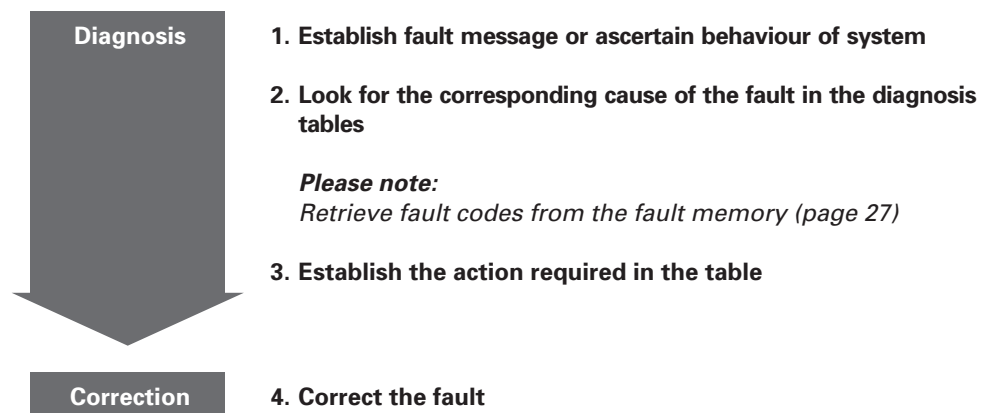 Diagnosis
1. Establish fault message or ascertain behaviour of system
2. Look for the corresponding cause of the fault in the diagnosis
tables
Please note:
Retrieve fault codes from the fault memory (page 27)
3. Establish the action required in the table
Correction
4. Correct the fault